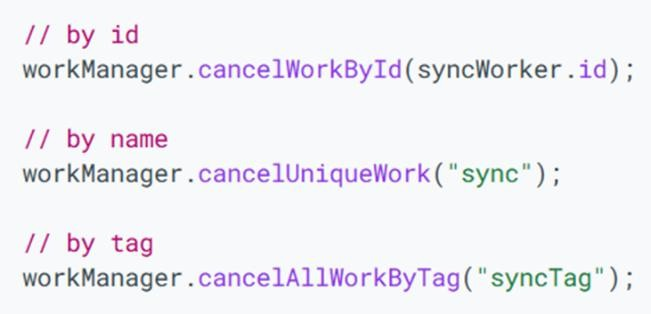 // by id
workManager.cancelWorkById(syncWorker.id);
// by name
workManager.cancelUniqueWork("sync");
// by tag
workManager.cancelAllWorkByTag("syncTag");